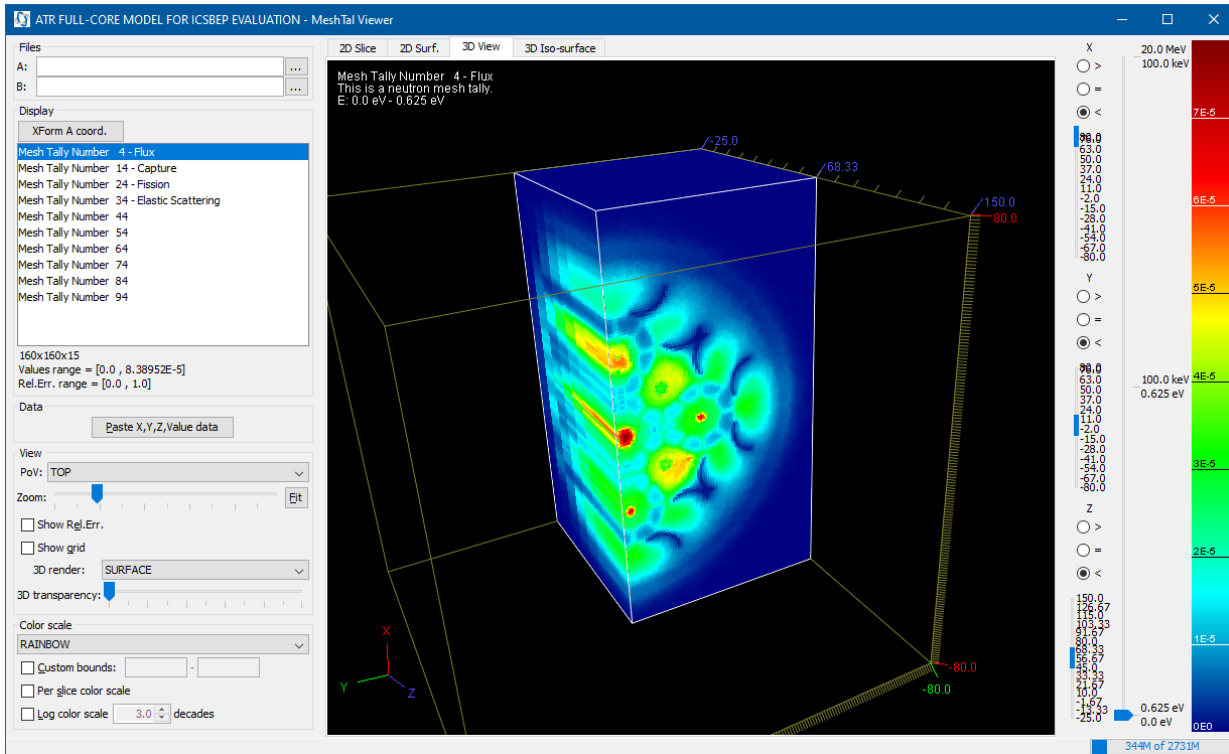 ATR FULL-CORE MODEL FOR ICSBEP EVALUATION - MeshTal Viewer
Files
A:
...
B:
...
Display
XForm A coord.
Mesh Tally Number 4 - Flux
Mesh Tally Number 14 - Capture
Mesh Tally Number 24 - Fission
Mesh Tally Number 34 - Elastic Scattering
Mesh Tally Number 44
Mesh Tally Number 54
Mesh Tally Number 64
Mesh Tally Number 74
Mesh Tally Number 84
Mesh Tally Number 94
160x160x15
Values range = [0.0 , 8.38952E-5]
Rel.Err. range = [0.0 , 1.0]
Data
Paste X,Y,Z,Value data
View
PoV: TOP
Zoom:
Fit
Show Rel.Err.
Show grid
3D render: SURFACE
3D transparency:
Color scale
RAINBOW
Custom bounds: -
Per slice color scale
Log color scale 3.0 decades
2D Slice 2D Surf. 3D View 3D Iso-surface
Mesh Tally Number 4 - Flux
This is a neutron mesh tally.
E: 0.0 eV - 0.625 eV
-25.0
68.33
150.0
80.0
-80.0
-80.0
X
Y
Z
X
>
=
<
63.0
50.0
37.0
24.0
11.0
-2.0
-15.0
-28.0
-41.0
-54.0
-67.0
-80.0
Y
>
=
<
63.0
50.0
37.0
24.0
11.0
-2.0
-15.0
-28.0
-41.0
-54.0
-67.0
-80.0
Z
>
=
<
150.0
126.67
115.0
103.33
91.67
80.0
68.33
56.67
45.0
33.33
21.67
10.0
-1.67
-13.33
-25.0
20.0 MeV
100.0 keV
100.0 keV
0.625 eV
0.625 eV
0.0 eV
7E-5
6E-5
5E-5
4E-5
3E-5
2E-5
1E-5
0E0
344M of 2731M